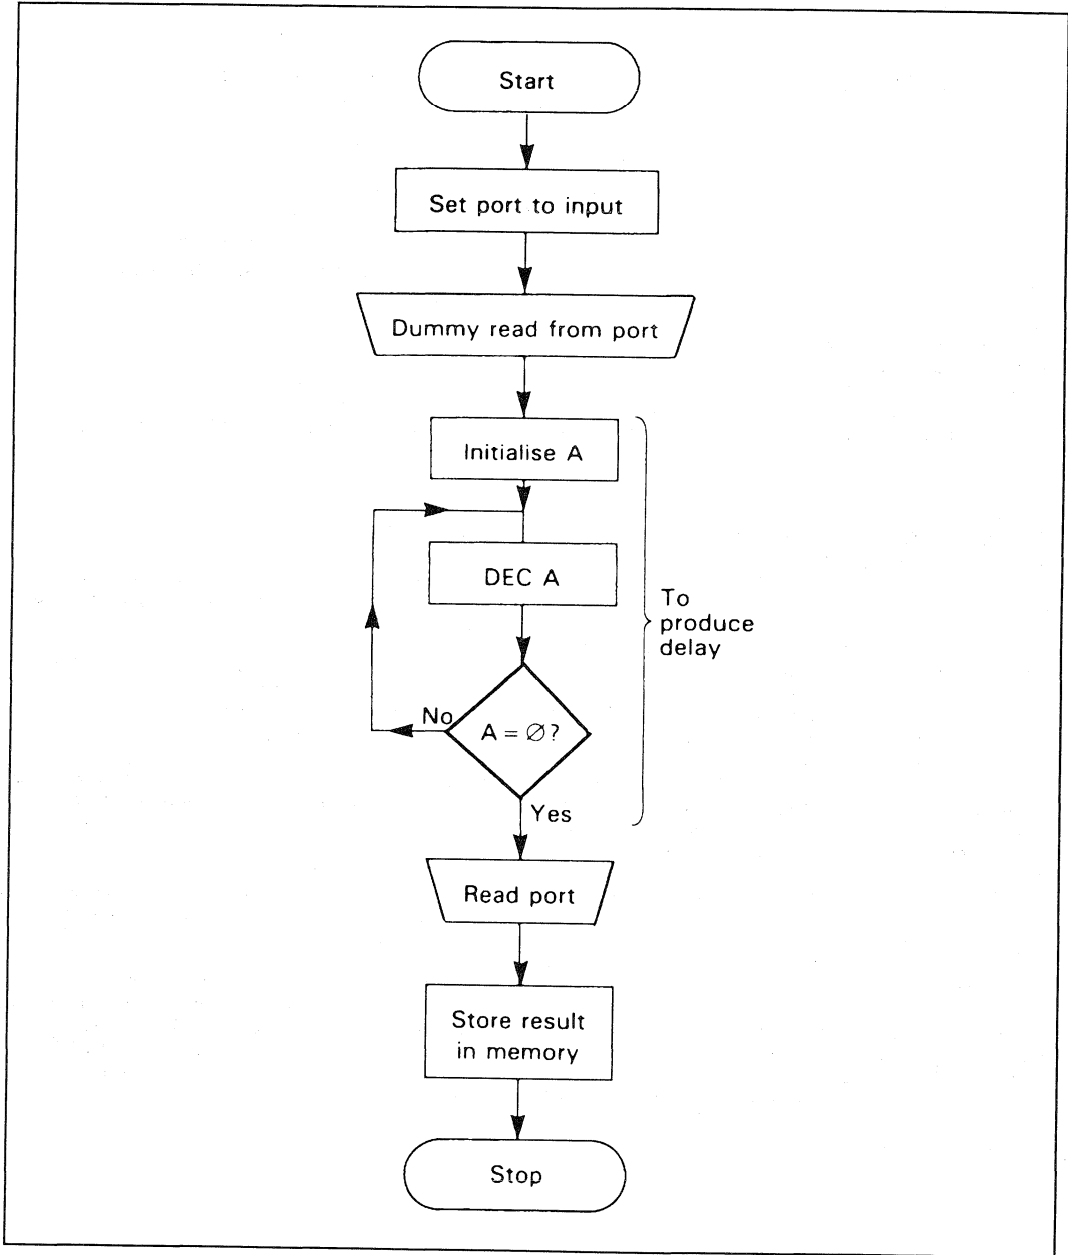 Start
Set port to input
Dummy read from port
Initialise A
DEC A
To
produce
delay
No
A = Ø?
Yes
Read port
Store result
in memory
Stop